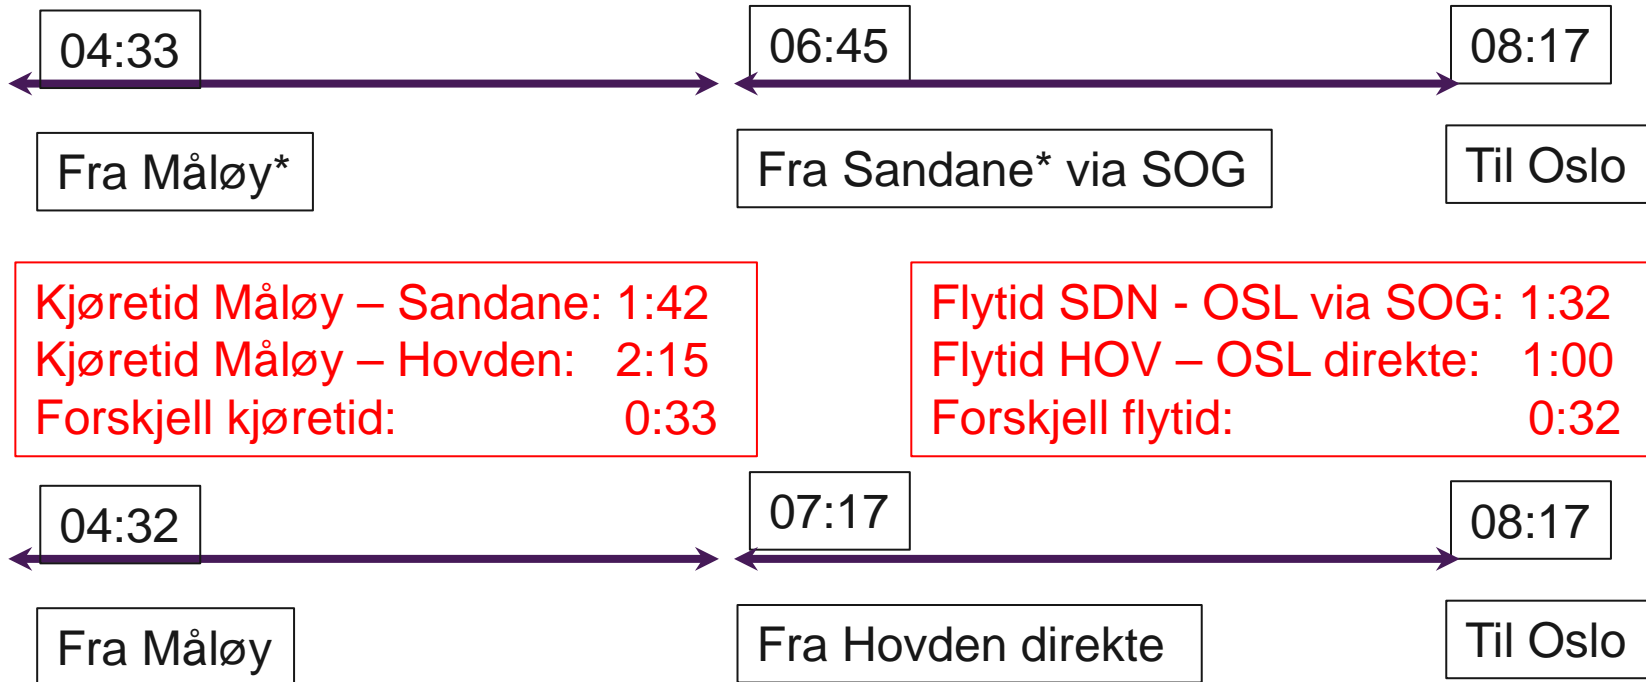 04:33
06:45
08:17
Fra Måløy*
Fra Sandane* via SOG
Til Oslo
Kjøretid Måløy – Sandane: 1:42
Kjøretid Måløy – Hovden: 2:15
Forskjell kjøretid: 0:33
Flytid SDN - OSL via SOG: 1:32
Flytid HOV – OSL direkte: 1:00
Forskjell flytid: 0:32
04:32
07:17
08:17
Fra Måløy
Fra Hovden direkte
Til Oslo